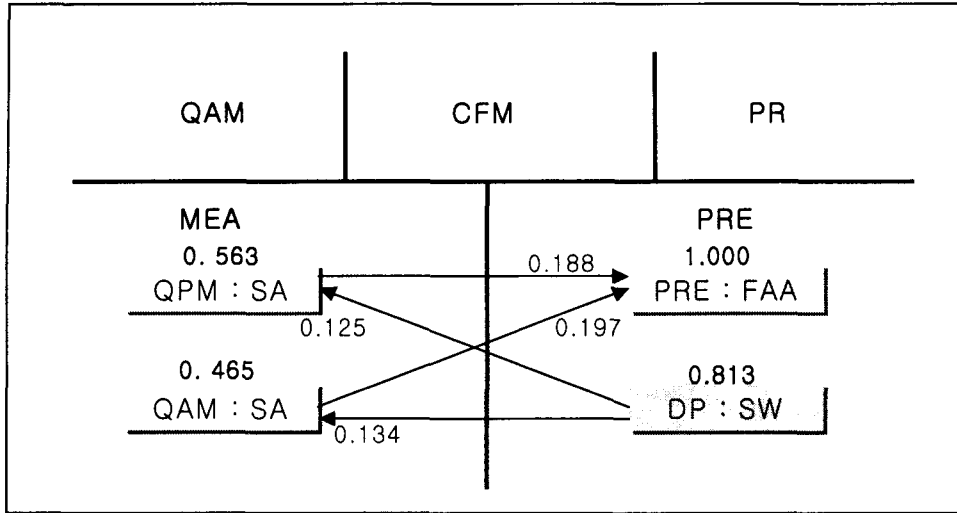 QAM CFM PR
MEA PRE
0. 563 1.000
0.188
QPM : SA PRE : FAA
0.125 0.197
0. 465 0.813
QAM : SA DP : SW
0.134